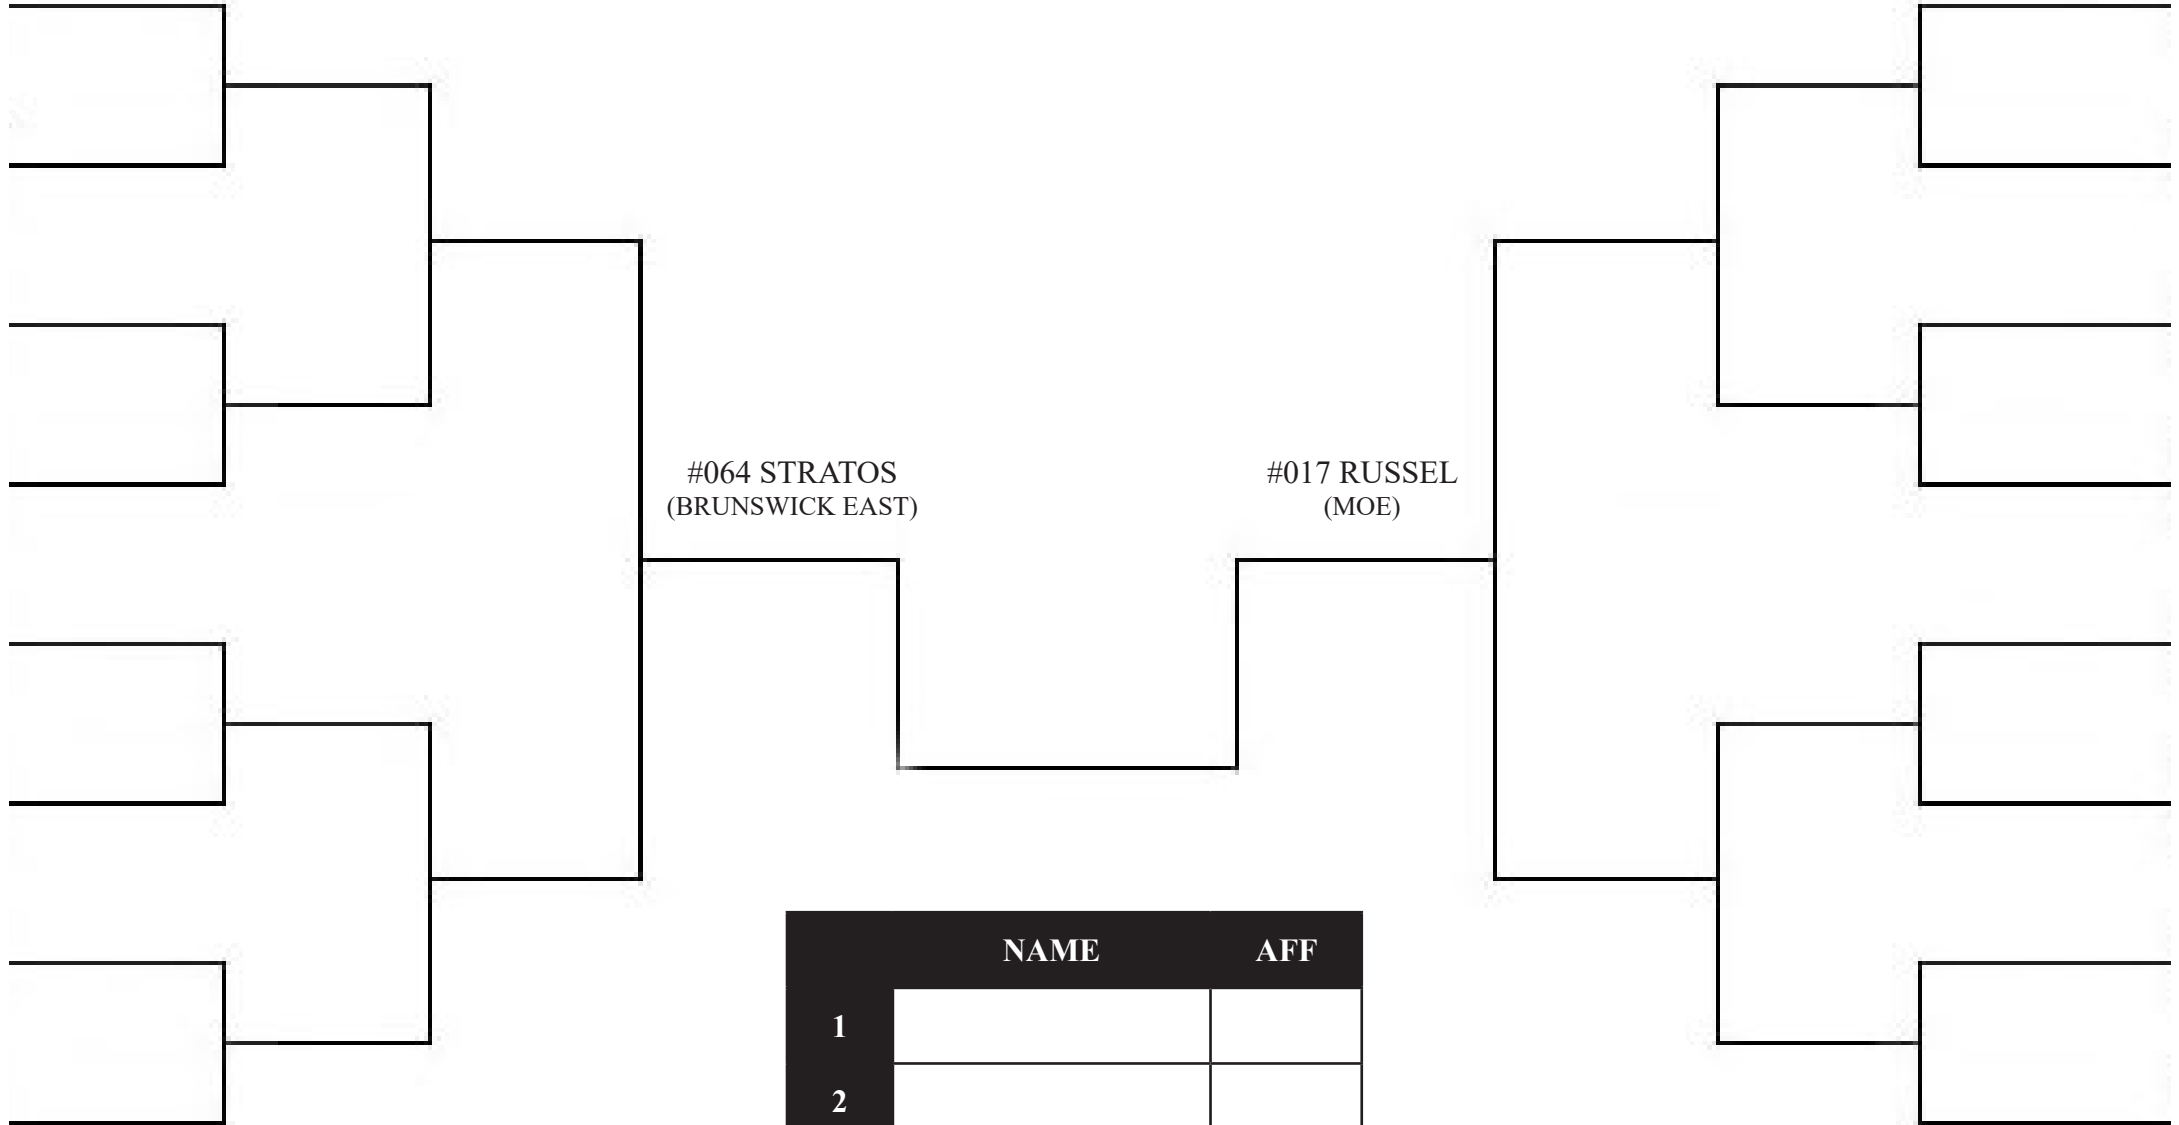 #064 STRATOS
(BRUNSWICK EAST)
#017 RUSSEL
(MOE)
NAME AFF
1
2